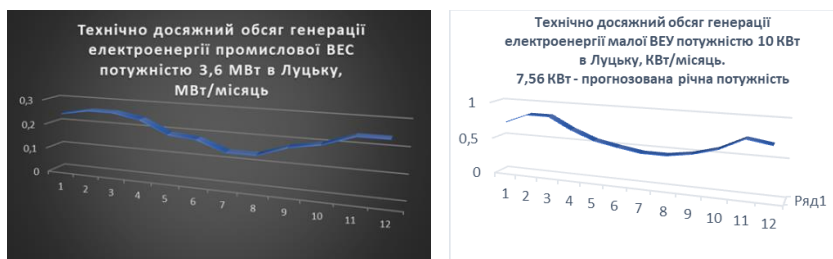 Технічно досяжний обсяг генерації
електроенергії промислової ВЕС
потужністю 3,6 МВт в Луцьку,
МВт/місяць
0,3
0,2
0,1
0
1 2 3 4 5 6 7 8 9 10 11 12
Технічно досяжний обсяг генерації
електроенергії малої ВЕУ потужністю 10 КВт
в Луцьку, КВт/місяць.
7,56 КВт - прогнозована річна потужність
1
0,5
0
1 2 3 4 5 6 7 8 9 10 11 12
Ряд1